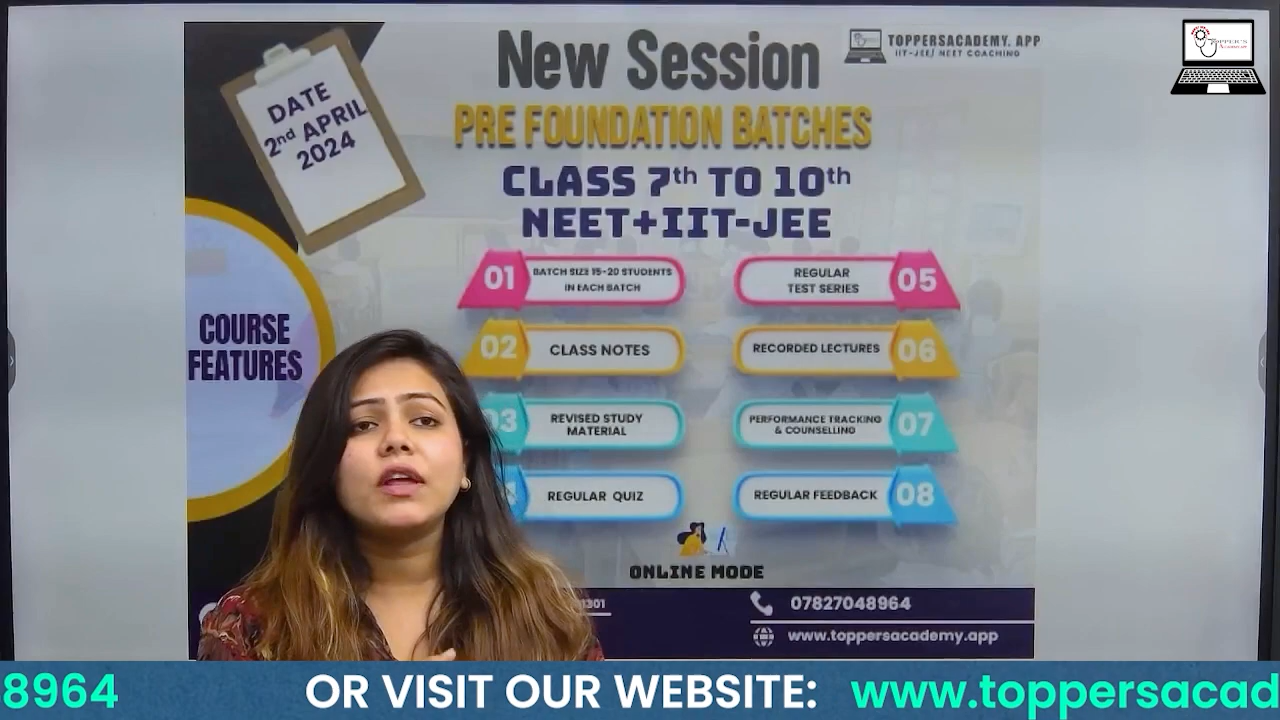 New Session
TOPPERSACADEMY. APP
IIT-JEE/ NEET COACHING
DATE
2nd APRIL
2024
PRE FOUNDATION BATCHES
CLASS 7th TO 10th
NEET+IIT-JEE
COURSE
FEATURES
01
BATCH SIZE 15-20 STUDENTS
IN EACH BATCH
REGULAR
TEST SERIES
05
02
CLASS NOTES
RECORDED LECTURES
06
03
REVISED STUDY
MATERIAL
PERFORMANCE TRACKING
& COUNSELLING
07
REGULAR QUIZ
REGULAR FEEDBACK
08
ONLINE MODE
1301
07827048964
www.toppersacademy.app
8964 OR VISIT OUR WEBSITE: www.toppersacad